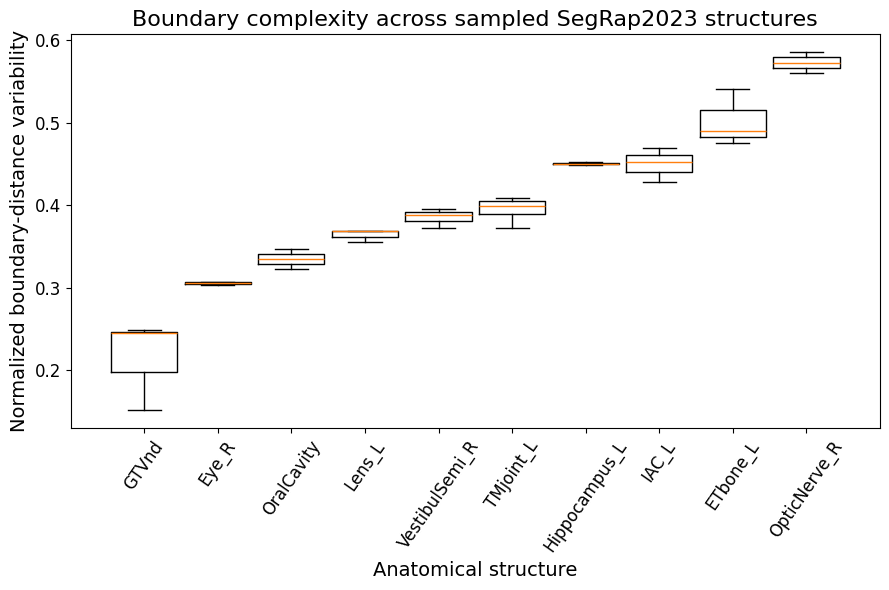 Boundary complexity across sampled SegRap2023 structures
Normalized boundary-distance variability
0.6
0.5
0.4
0.3
0.2
GTVnd
Eye_R
OralCavity
Lens_L
VestibulSemi_R
TMjoint_L
Hippocampus_L
IAC_L
ETbone_L
OpticNerve_R
Anatomical structure